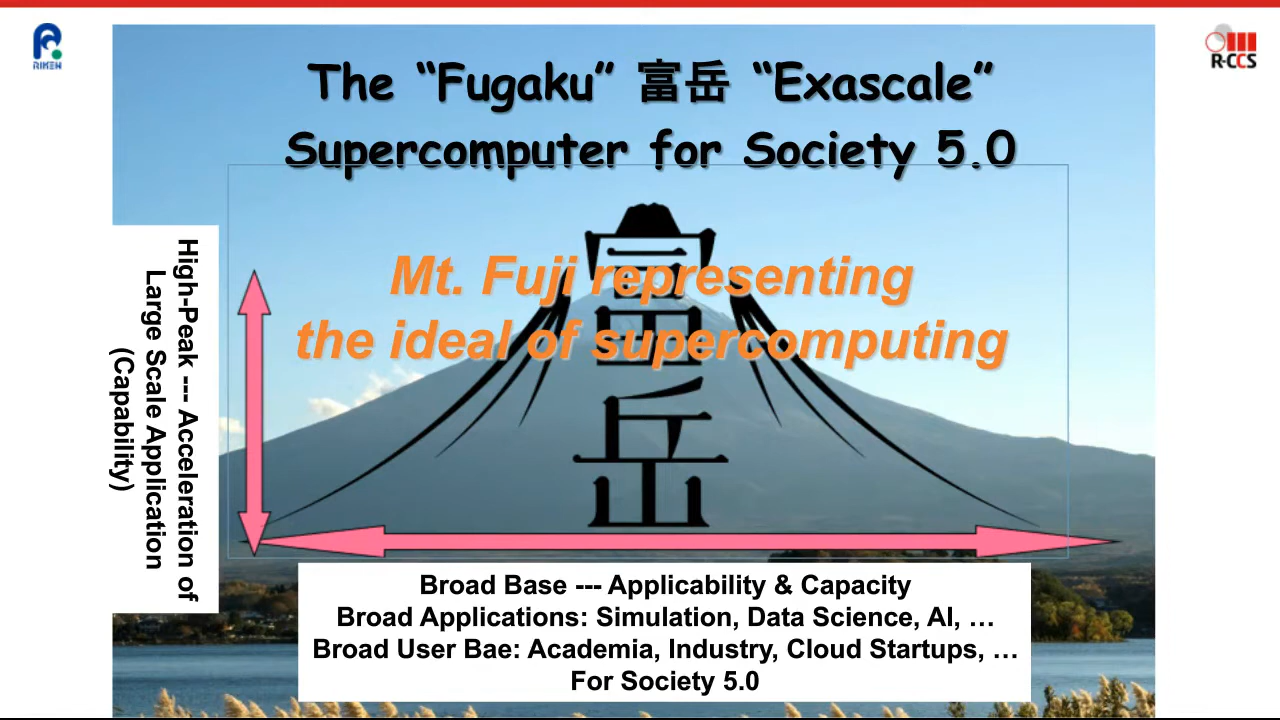 RIKEN
R-CCS
The “Fugaku” 富岳 “Exascale”
Supercomputer for Society 5.0
富
岳
Mt. Fuji representing
the ideal of supercomputing
High-Peak --- Acceleration of
Large Scale Application
(Capability)
Broad Base --- Applicability & Capacity
Broad Applications: Simulation, Data Science, AI, …
Broad User Bae: Academia, Industry, Cloud Startups, …
For Society 5.0